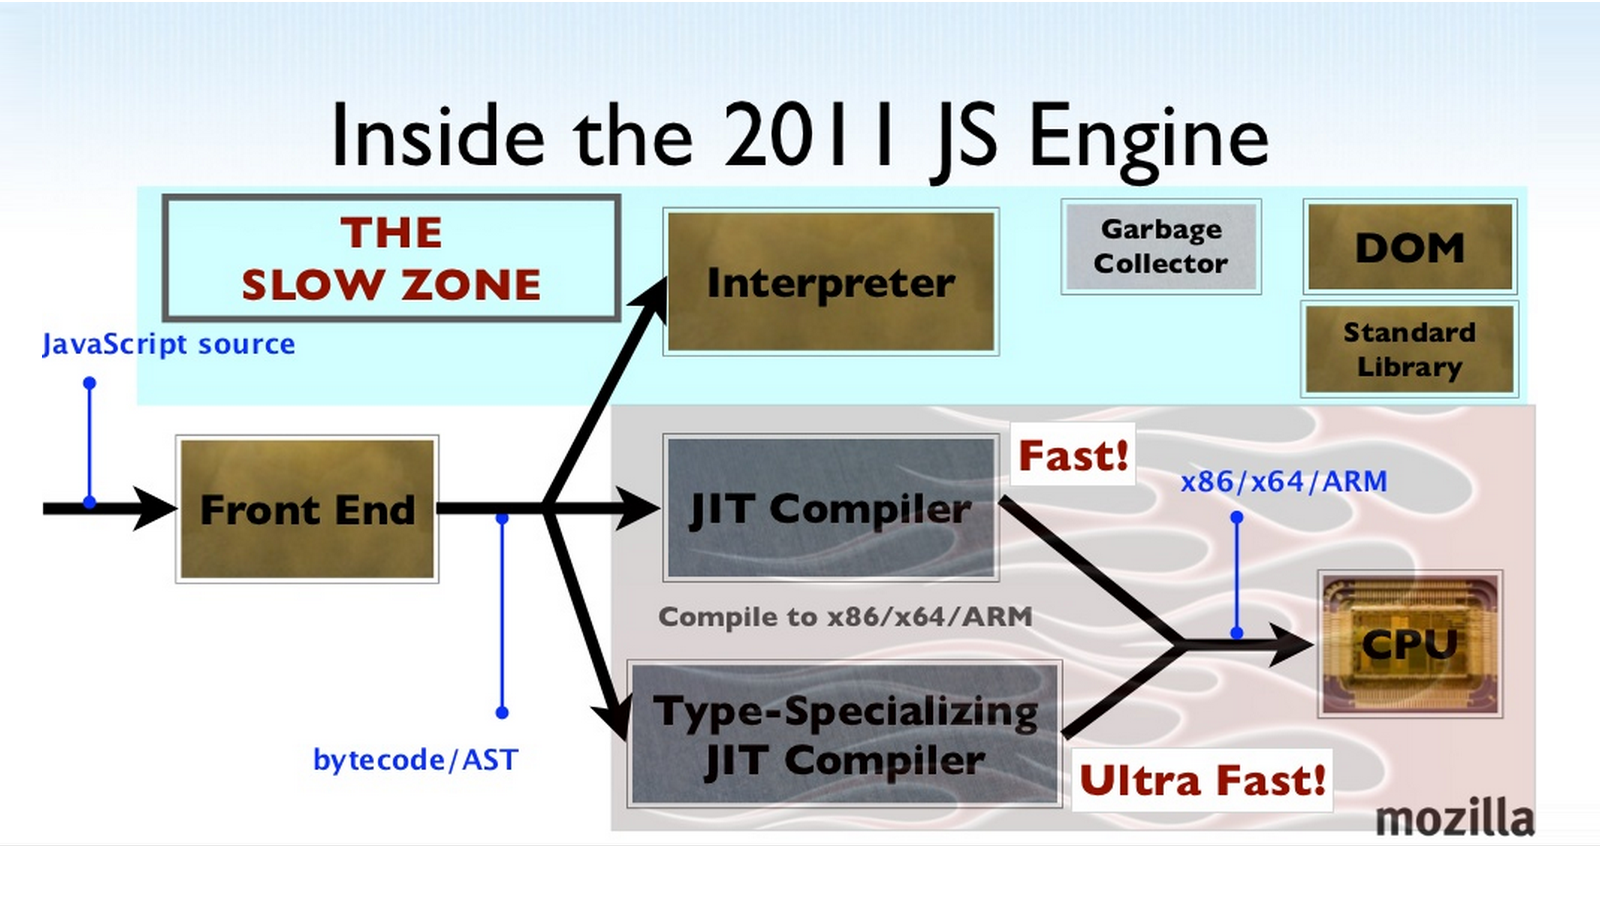 Inside the 2011 JS Engine
THE
SLOW ZONE
Interpreter
Garbage
Collector
DOM
Standard
Library
JavaScript source
Front End
JIT Compiler
Fast!
x86/x64/ARM
Compile to x86/x64/ARM
CPU
Type-Specializing
JIT Compiler
bytecode/AST
Ultra Fast!
mozilla